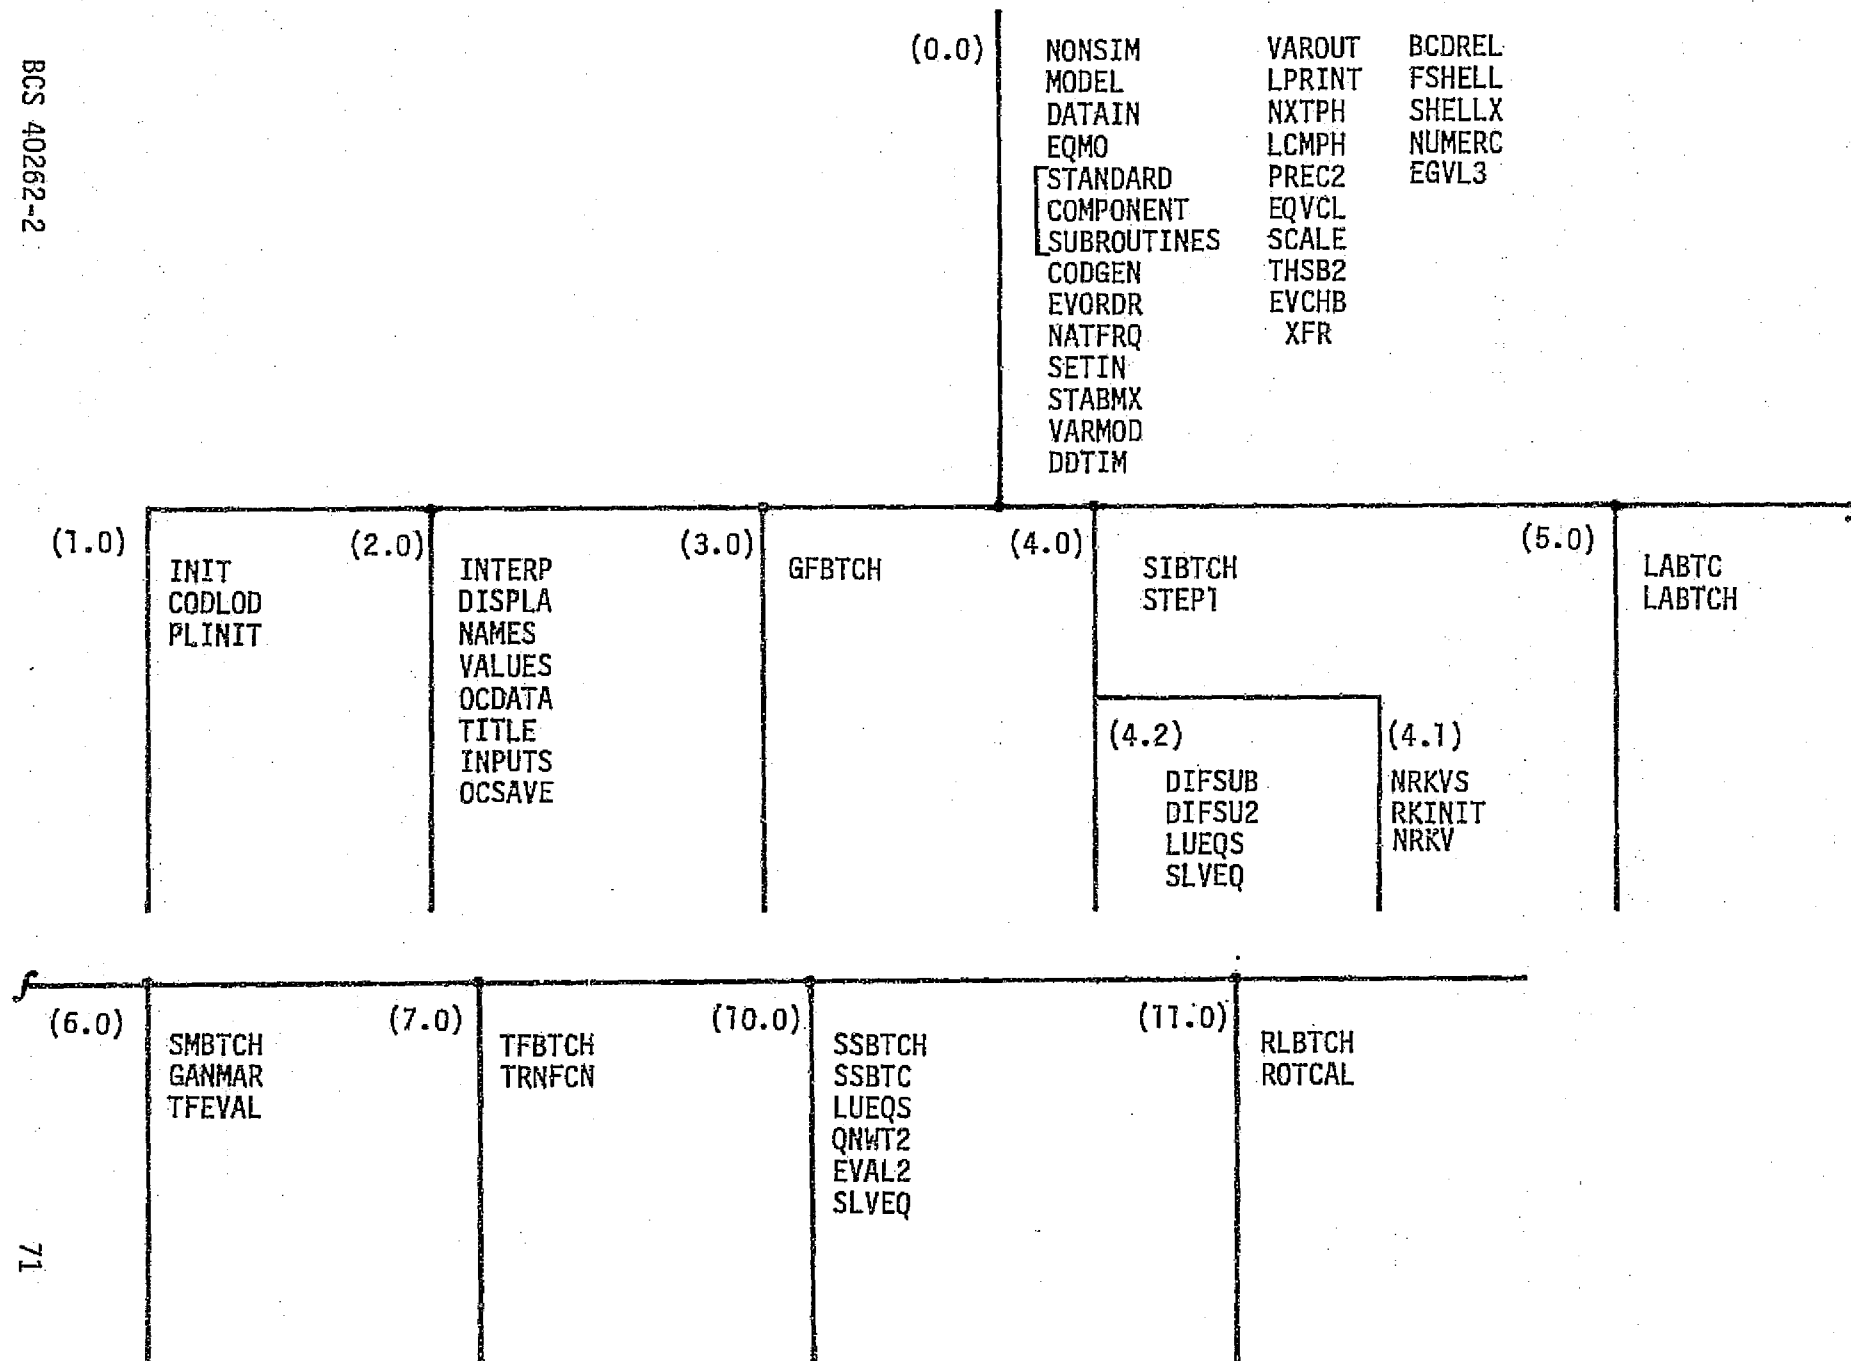 BCS 40262-2
(0.0)
NONSIM
MODEL
DATAIN
EQMO
STANDARD
COMPONENT
SUBROUTINES
CODGEN
EVORDR
NATFRQ
SETIN
STABMX
VARMOD
DDTIM
VAROUT
LPRINT
NXTPH
LCMPH
PREC2
EQVCL
SCALE
THSB2
EVCHB
XFR
BCDREL
FSHELL
SHELLX
NUMERC
EGVL3
(1.0)
INIT
CODLOD
PLINIT
(2.0)
INTERP
DISPLA
NAMES
VALUES
OCDATA
TITLE
INPUTS
OCSAVE
(3.0)
GFBTCH
(4.0)
SIBTCH
STEP1
(4.2)
DIFSUB
DIFSU2
LUEQS
SLVEQ
(4.1)
NRKVS
RKINIT
NRKV
(5.0)
LABTC
LABTCH
(6.0)
SMBTCH
GANMAR
TFEVAL
(7.0)
TFBTCH
TRNFCN
(10.0)
SSBTCH
SSBTC
LUEQS
QNWT2
EVAL2
SLVEQ
(11.0)
RLBTCH
ROTCAL
71